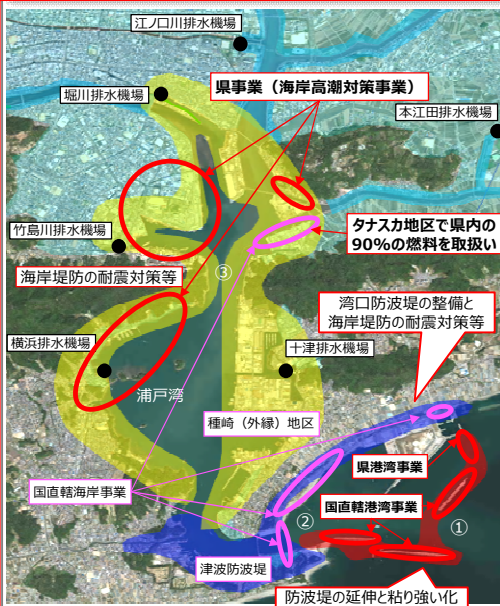 江ノ口川排水機場
堀川排水機場
県事業（海岸高潮対策事業）
本江田排水機場
タナスカ地区で県内の
90％の燃料を取扱い
竹島川排水機場
海岸堤防の耐震対策等
③
湾口防波堤の整備と
海岸堤防の耐震対策等
横浜排水機場
十津排水機場
浦戸湾
種崎（外縁）地区
県港湾事業
国直轄海岸事業
国直轄港湾事業
①
②
津波防波堤
防波堤の延伸と粘り強い化